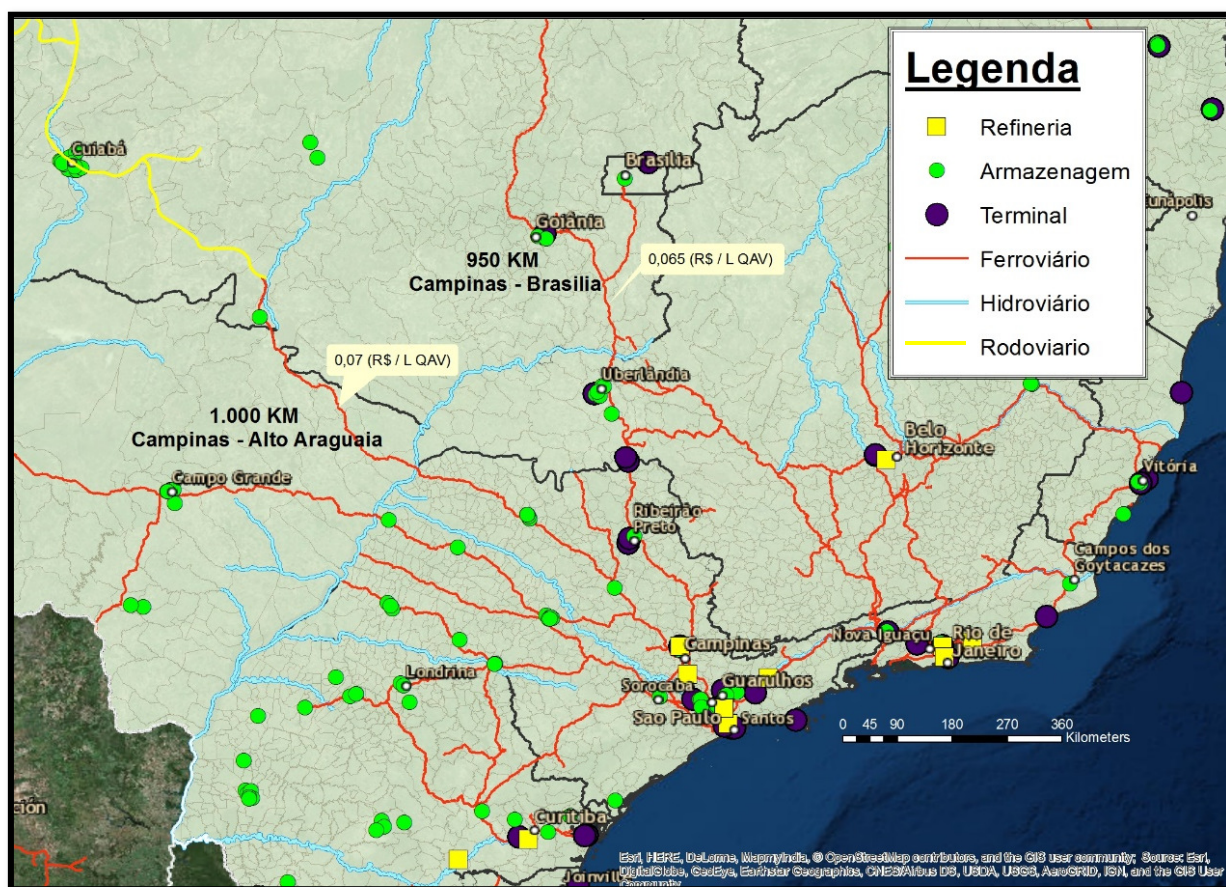 Legenda
Refineria
Armazenagem
Terminal
Ferroviário
Hidroviário
Rodoviario
Cuiabá
Brasilia
Goiânia
950 KM
Campinas - Brasilia
0,065 (R$ / L QAV)
0,07 (R$ / L QAV)
1.000 KM
Campinas - Alto Araguaia
Uberlândia
Belo
Horizonte
Vitória
Campo Grande
Ribeirão
Preto
Campos dos
Goytacazes
Nova Iguaçu
Rio de
Janeiro
Campinas
Guarulhos
Sorocaba
Sao Paulo
Santos
Londrina
0 45 90 180 270 360
Kilometers
Curitiba
Joinville
ción
unápolis
Esri, HERE, DeLorme, MapmyIndia, © OpenStreetMap contributors, and the GIS user community; Source: Esri,
DigitalGlobe, GeoEye, Earthstar Geographics, CNES/Airbus DS, USDA, USGS, AeroGRID, IGN, and the GIS User
Community